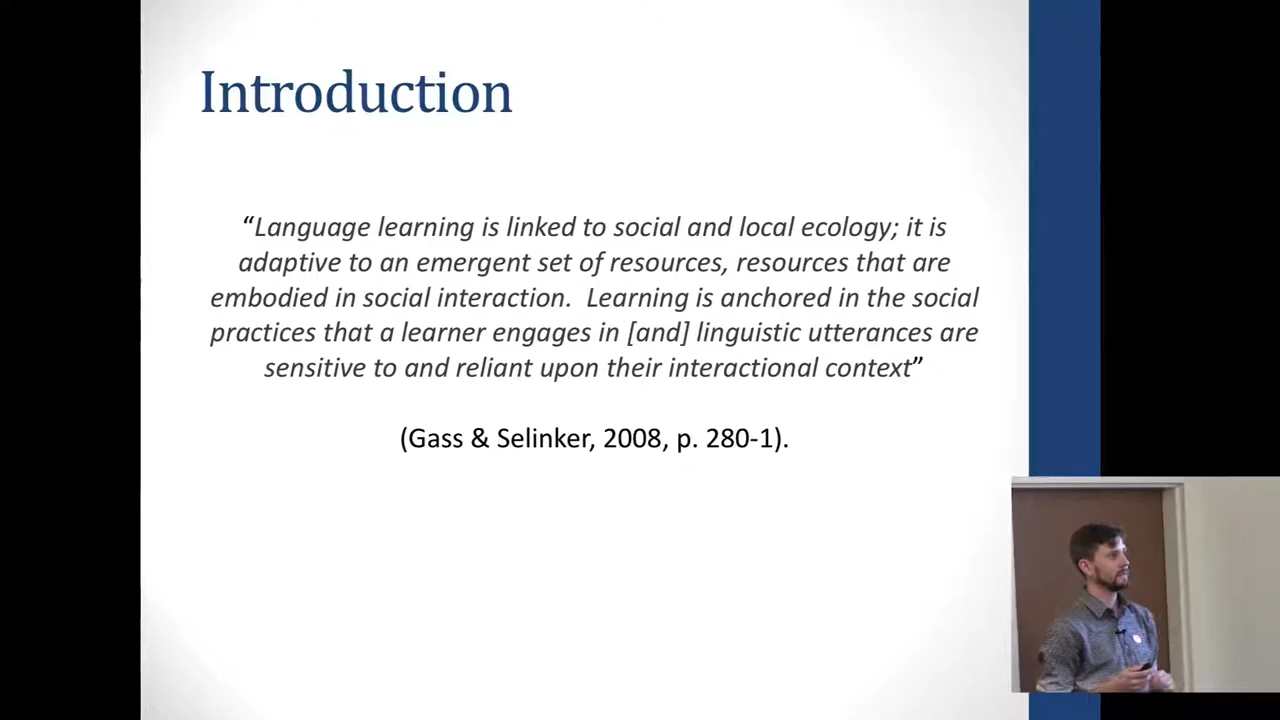 Introduction
“Language learning is linked to social and local ecology; it is
adaptive to an emergent set of resources, resources that are
embodied in social interaction.  Learning is anchored in the social
practices that a learner engages in [and] linguistic utterances are
sensitive to and reliant upon their interactional context”
(Gass & Selinker, 2008, p. 280-1).